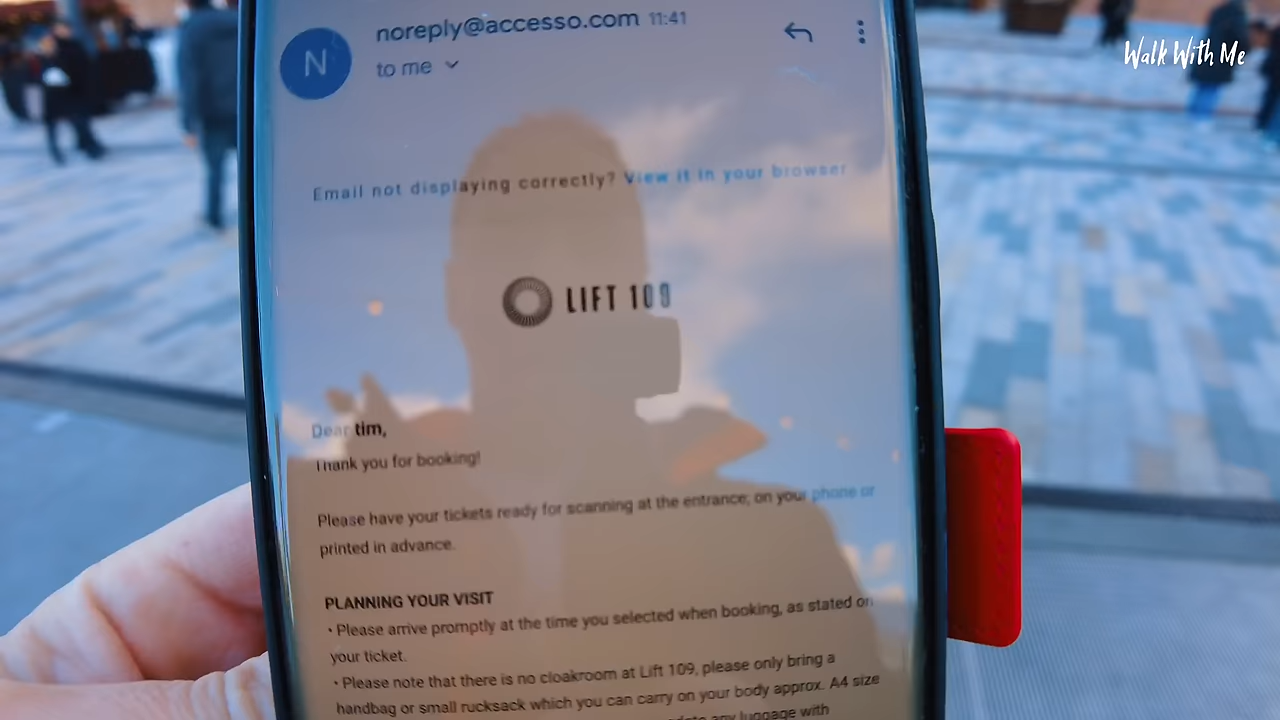 Walk With Me
N
noreply@accesso.com 11:41
to me
Email not displaying correctly? View it in your browser
LIFT 109
Dear tim,
Thank you for booking!
Please have your tickets ready for scanning at the entrance; on your phone or
printed in advance.
PLANNING YOUR VISIT
• Please arrive promptly at the time you selected when booking, as stated on
your ticket.
• Please note that there is no cloakroom at Lift 109, please only bring a
handbag or small rucksack which you can carry on your body approx. A4 size
any luggage with